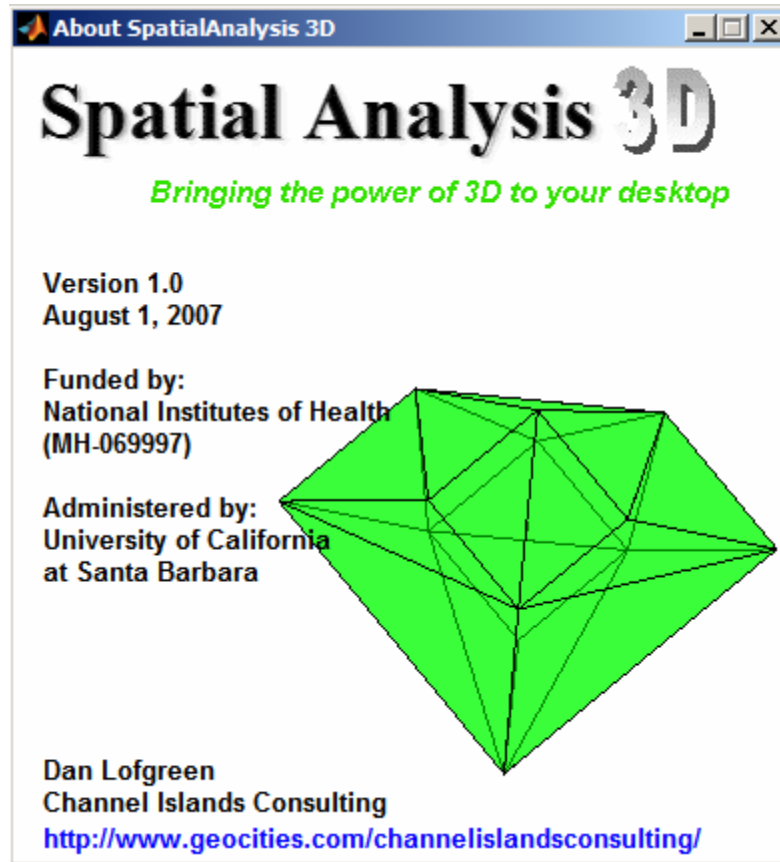 About SpatialAnalysis 3D
Spatial Analysis 3D
Bringing the power of 3D to your desktop
Version 1.0
August 1, 2007
Funded by:
National Institutes of Health
(MH-069997)
Administered by:
University of California
at Santa Barbara
Dan Lofgreen
Channel Islands Consulting
http://www.geocities.com/channelislandsconsulting/